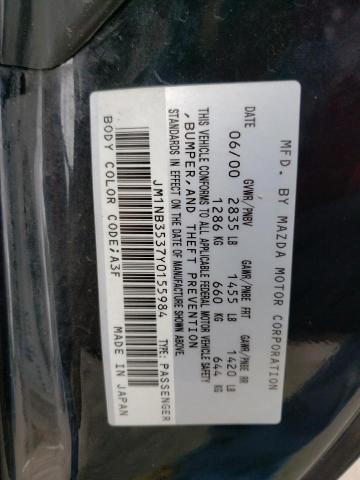 MFD. BY MAZDA MOTOR CORPORATION
06/00
GVWR/PNBV GAWR/PNBE FRT GAWR/PNBE RR
2835 LB 1455 LB 1420 LB
1286 KG 660 KG 644 KG
THIS VEHICLE CONFORMS TO ALL APPLICABLE FEDERAL MOTOR VEHICLE SAFETY
, BUMPER, AND THEFT PREVENTION
STANDARDS IN EFFECT ON THE DATE OF MANUFACTURE SHOWN ABOVE.
JM1NB3537Y0155984 TYPE: PASSENGER
BODY COLOR CODE;A3F MADE IN JAPAN